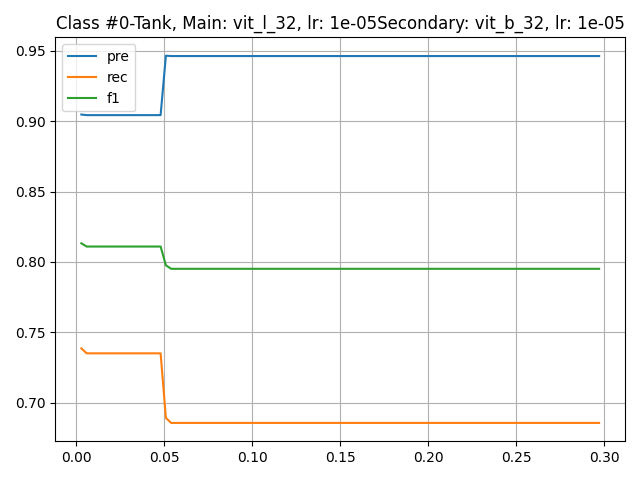 Class #0-Tank, Main: vit_l_32, lr: 1e-05Secondary: vit_b_32, lr: 1e-05
0.95
0.90
0.85
0.80
0.75
0.70
pre
rec
f1
0.00 0.05 0.10 0.15 0.20 0.25 0.30